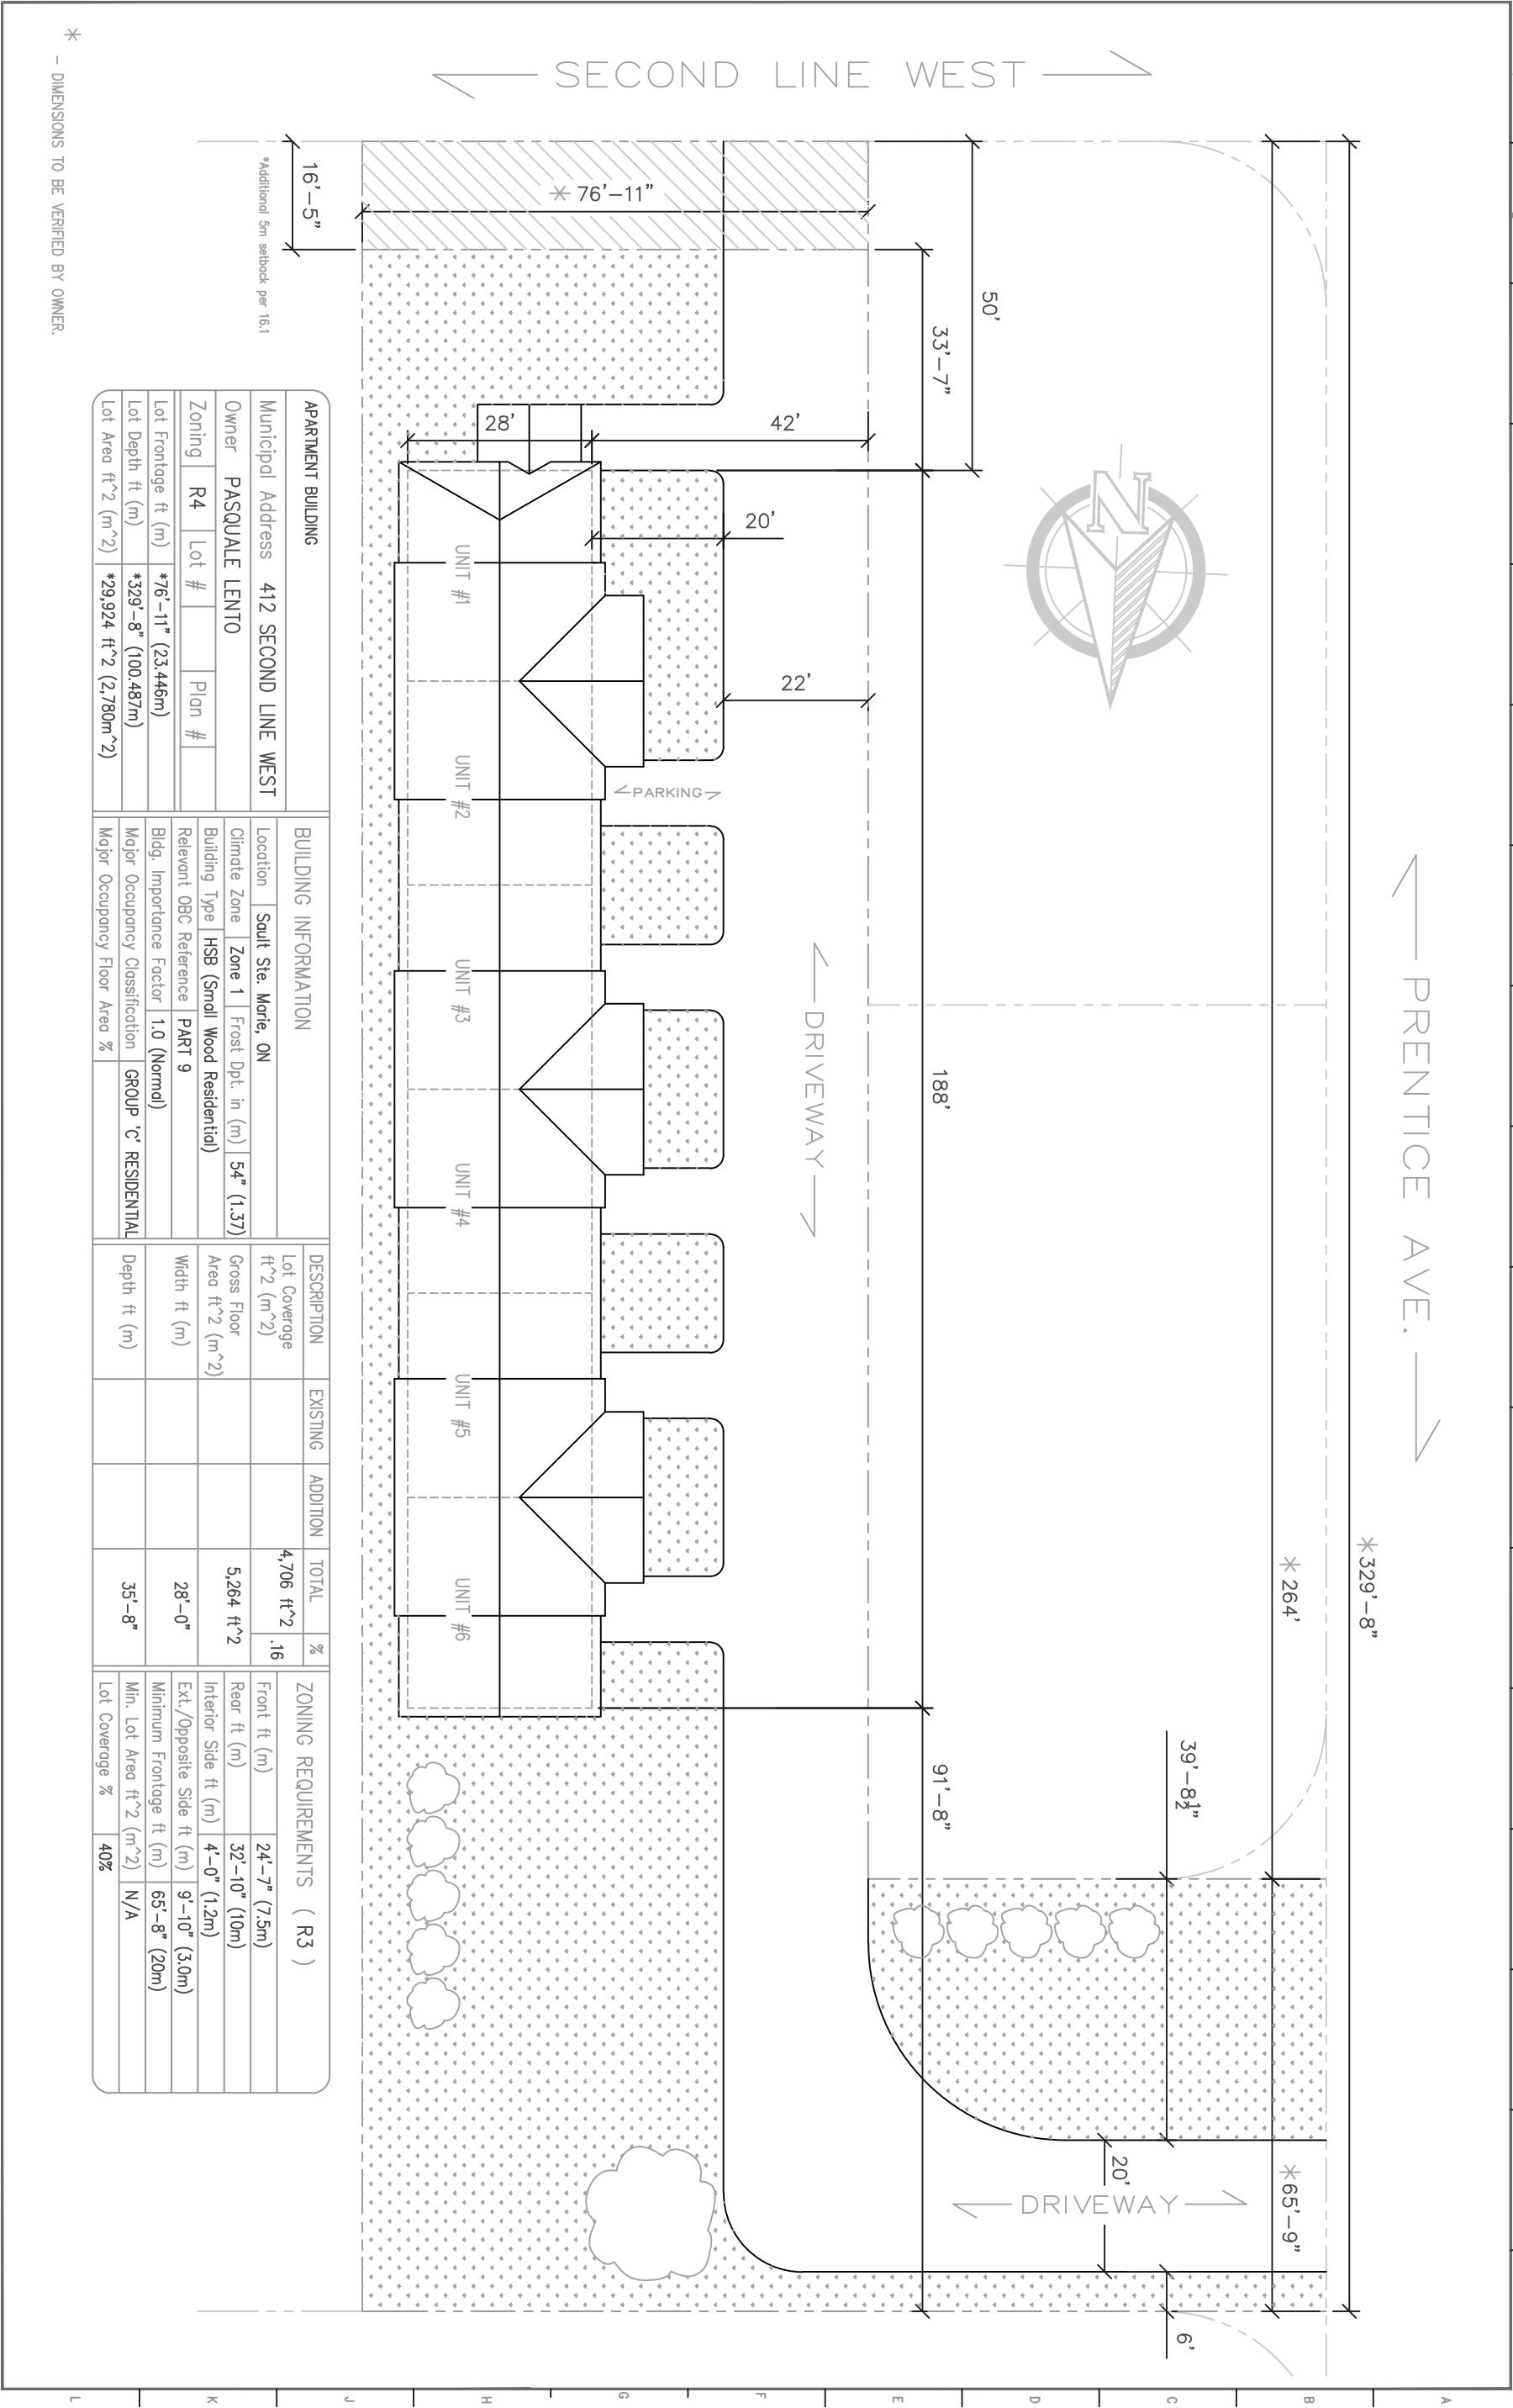 SECOND LINE WEST
PRENTICE AVE.
* 329'-8"
* 264'
* 65'-9"
39'-8 1/2"
20'
DRIVEWAY
6'
50'
33'-7"
188'
91'-8"
* 76'-11"
16'-5"
*Additional 5m setback per 16.1
N
28'
42'
20'
22'
PARKING
DRIVEWAY
UNIT #1
UNIT #2
UNIT #3
UNIT #4
UNIT #5
UNIT #6
APARTMENT BUILDING
Municipal Address 412 SECOND LINE WEST
Owner PASQUALE LENTO
Zoning R4 Lot # Plan #
Lot Frontage ft (m) *76'-11" (23.446m)
Lot Depth ft (m) *329'-8" (100.487m)
Lot Area ft^2 (m^2) *29,924 ft^2 (2,780m^2)
BUILDING INFORMATION
Location Sault Ste. Marie, ON
Climate Zone Zone 1 Frost Dpt. in (m) 54" (1.37)
Building Type HSB (Small Wood Residential)
Relevant OBC Reference PART 9
Bldg. Importance Factor 1.0 (Normal)
Major Occupancy Classification GROUP 'C' RESIDENTIAL
Major Occupancy Floor Area %
DESCRIPTION EXISTING ADDITION TOTAL %
Lot Coverage
ft^2 (m^2) 4,706 ft^2 .16
Gross Floor
Area ft^2 (m^2) 5,264 ft^2
Width ft (m) 28'-0"
Depth ft (m) 35'-8"
ZONING REQUIREMENTS ( R3 )
Front ft (m) 24'-7" (7.5m)
Rear ft (m) 32'-10" (10m)
Interior Side ft (m) 4'-0" (1.2m)
Ext./Opposite Side ft (m) 9'-10" (3.0m)
Minimum Frontage ft (m) 65'-8" (20m)
Min. Lot Area ft^2 (m^2) N/A
Lot Coverage % 40%
* - DIMENSIONS TO BE VERIFIED BY OWNER.
A
B
C
D
E
F
G
H
J
K
L